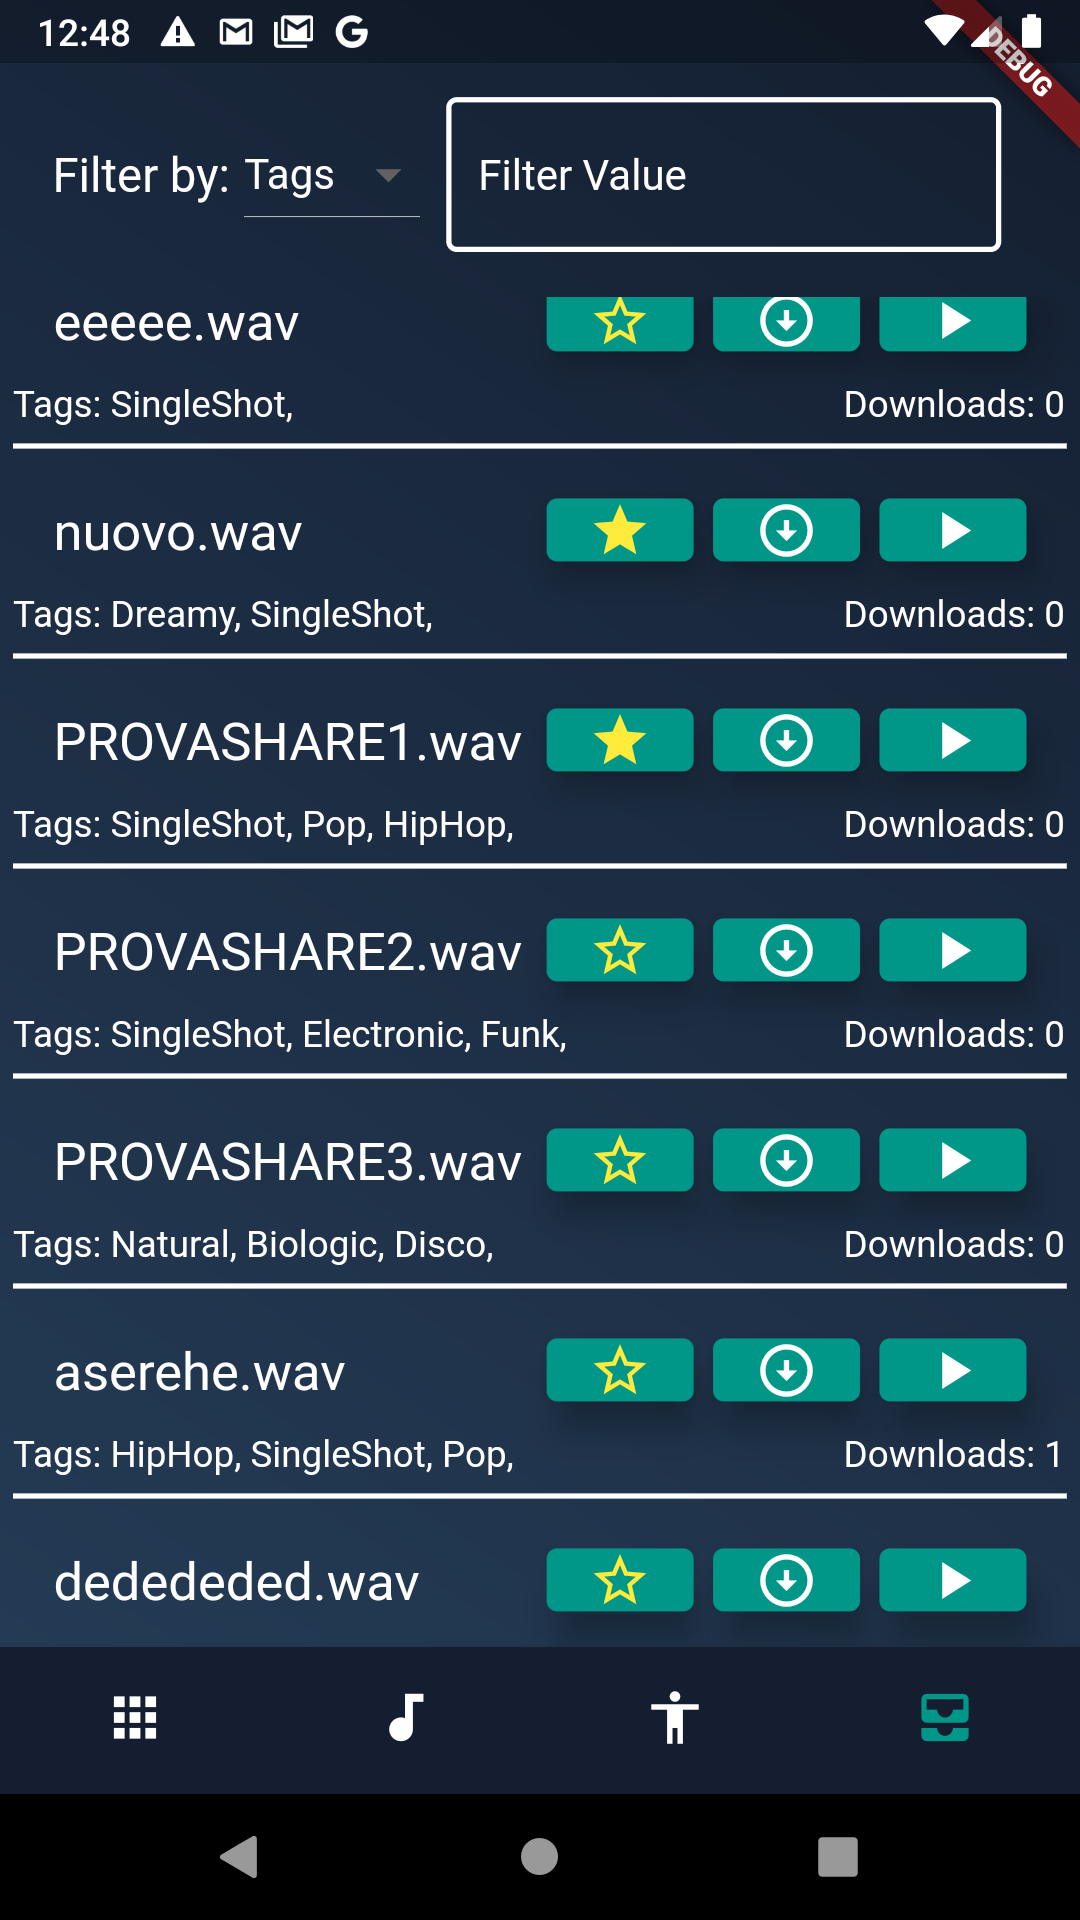 12:48
DEBUG
Filter by: Tags Filter Value
eeeee.wav
Tags: SingleShot, Downloads: 0
nuovo.wav
Tags: Dreamy, SingleShot, Downloads: 0
PROVASHARE1.wav
Tags: SingleShot, Pop, HipHop, Downloads: 0
PROVASHARE2.wav
Tags: SingleShot, Electronic, Funk, Downloads: 0
PROVASHARE3.wav
Tags: Natural, Biologic, Disco, Downloads: 0
aserehe.wav
Tags: HipHop, SingleShot, Pop, Downloads: 1
dedededed.wav